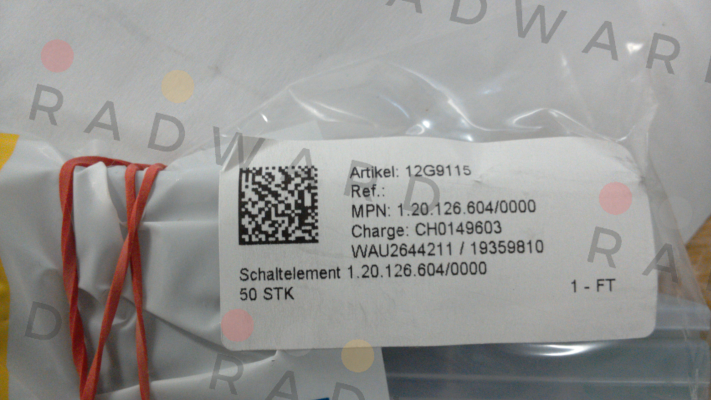 RADWARD
RADWARD
Artikel: 12G9115
Ref.:
MPN: 1.20.126.604/0000
Charge: CH0149603
WAU2644211 / 19359810
Schaltelement 1.20.126.604/0000
50 STK
1 - FT